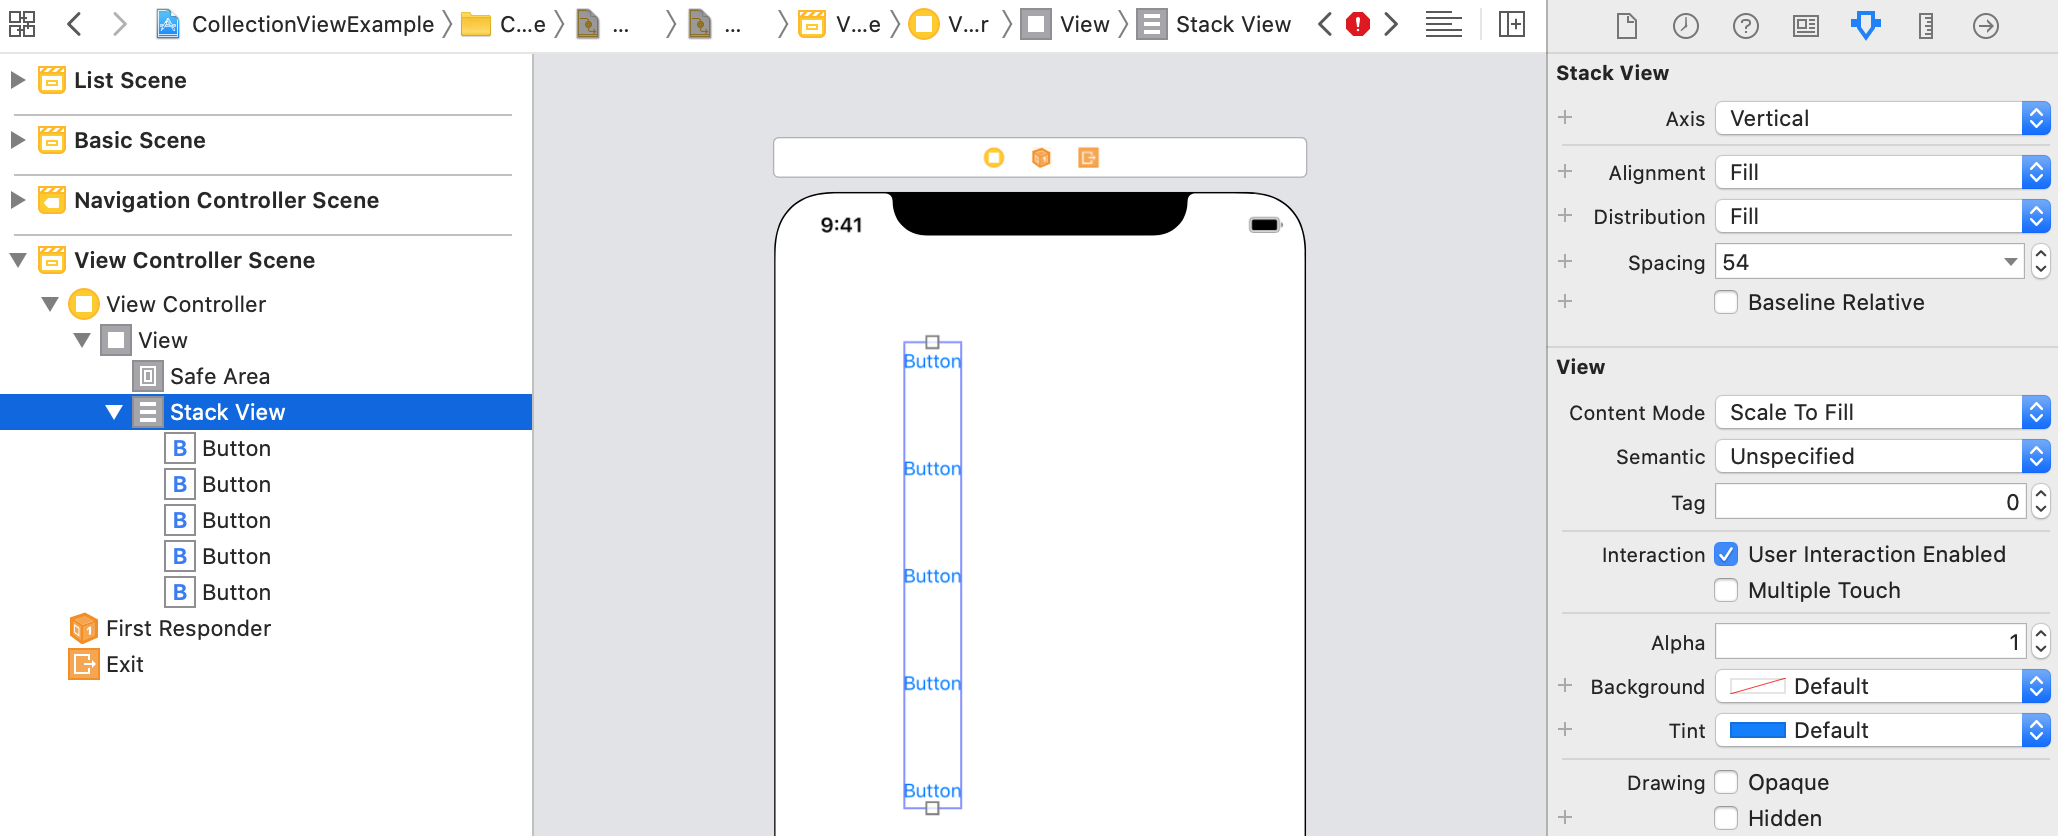 CollectionViewExample C...e ... ... V...e V...r View Stack View
List Scene
Basic Scene
Navigation Controller Scene
View Controller Scene
View Controller
View
Safe Area
Stack View
B Button
B Button
B Button
B Button
B Button
First Responder
Exit
9:41
Button
Button
Button
Button
Button
Stack View
Axis Vertical
Alignment Fill
Distribution Fill
Spacing 54
Baseline Relative
View
Content Mode Scale To Fill
Semantic Unspecified
Tag 0
Interaction User Interaction Enabled
Multiple Touch
Alpha 1
Background Default
Tint Default
Drawing Opaque
Hidden